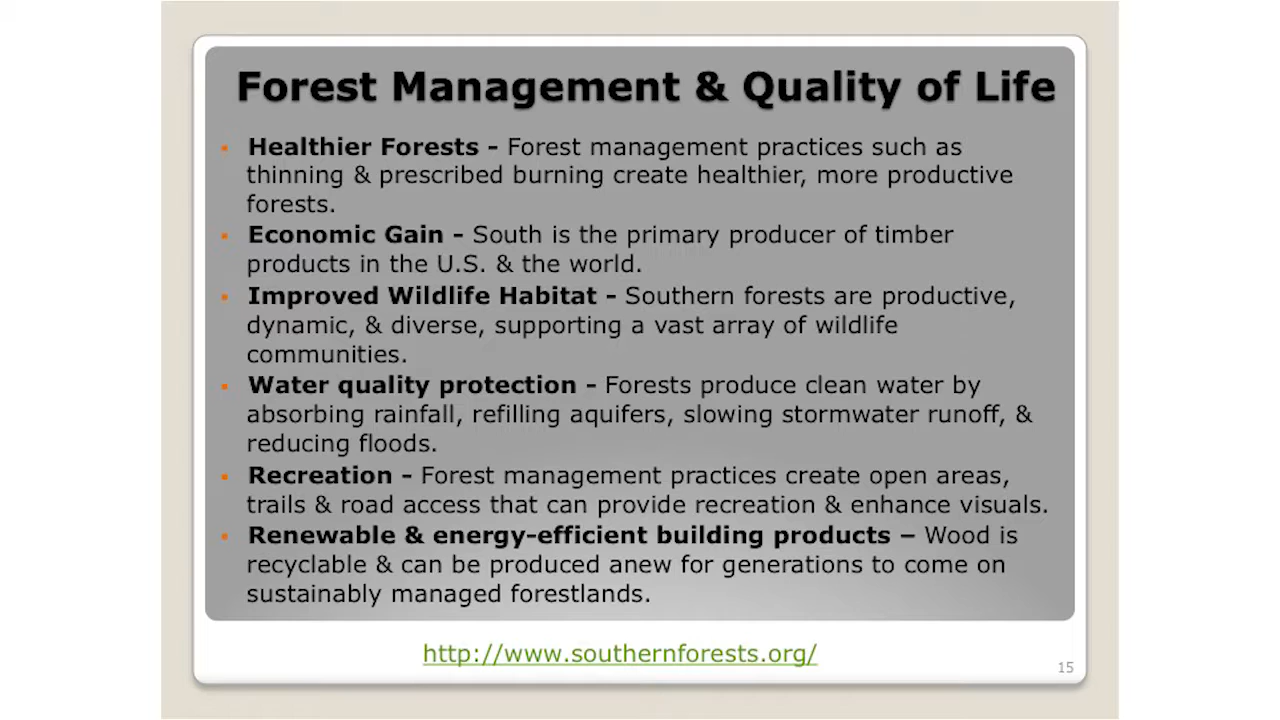 Forest Management & Quality of Life
▪ Healthier Forests - Forest management practices such as
thinning & prescribed burning create healthier, more productive
forests.
▪ Economic Gain - South is the primary producer of timber
products in the U.S. & the world.
▪ Improved Wildlife Habitat - Southern forests are productive,
dynamic, & diverse, supporting a vast array of wildlife
communities.
▪ Water quality protection - Forests produce clean water by
absorbing rainfall, refilling aquifers, slowing stormwater runoff, &
reducing floods.
▪ Recreation - Forest management practices create open areas,
trails & road access that can provide recreation & enhance visuals.
▪ Renewable & energy-efficient building products – Wood is
recyclable & can be produced anew for generations to come on
sustainably managed forestlands.
http://www.southernforests.org/
15